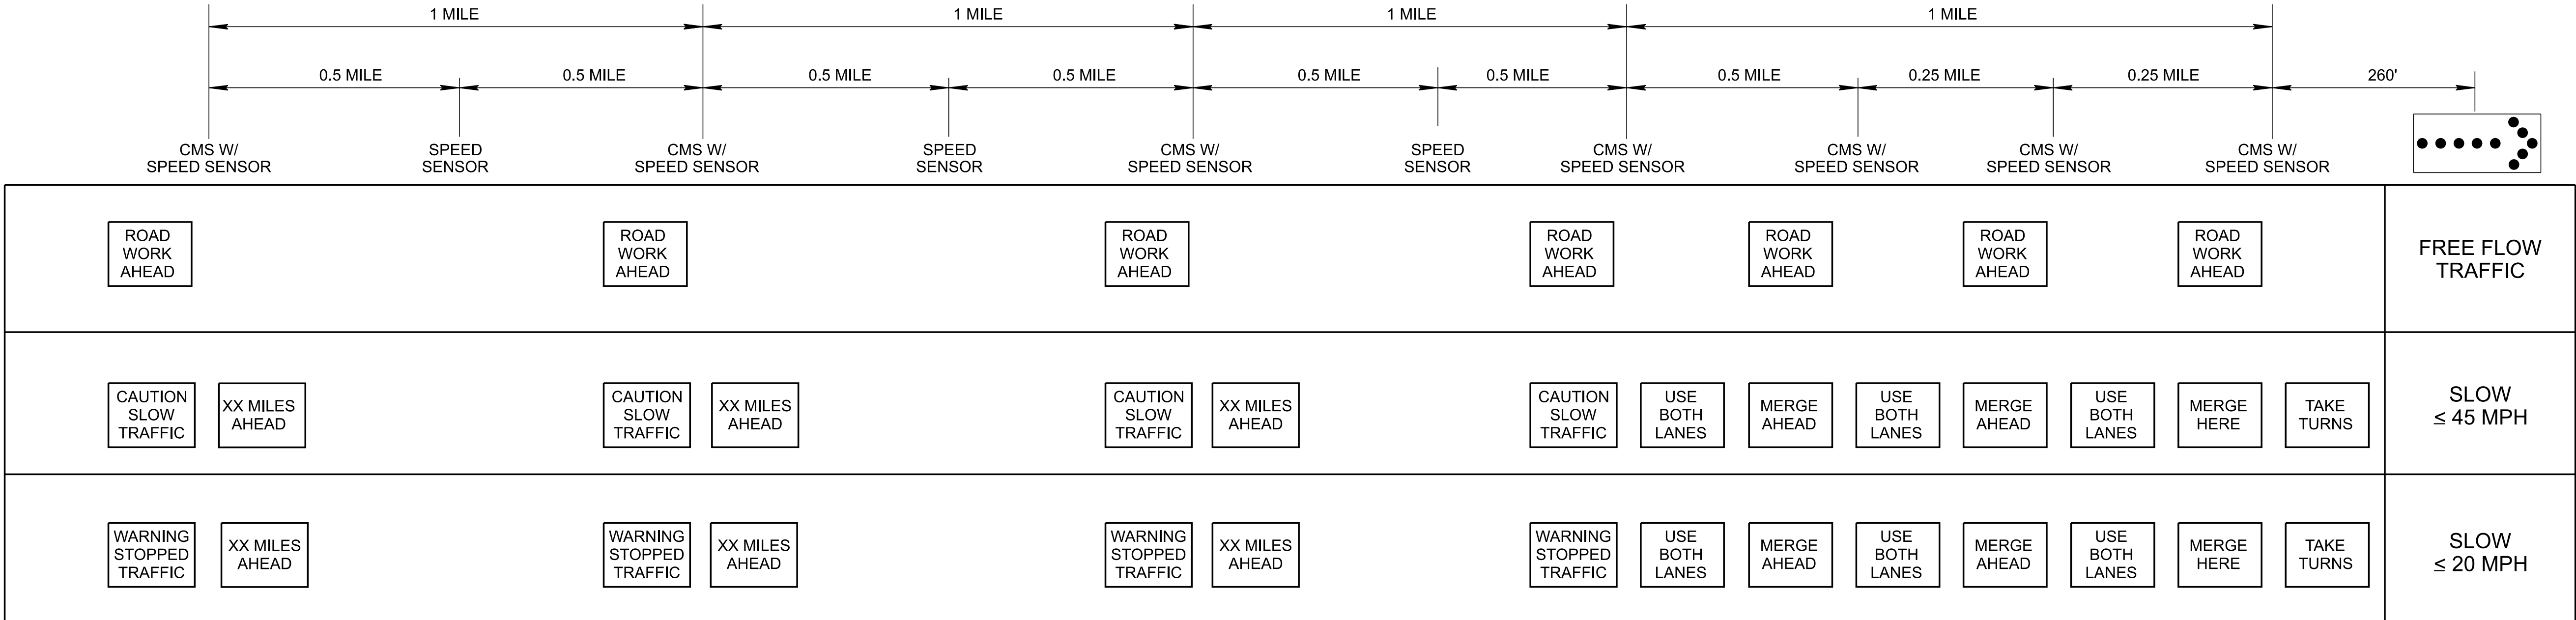 1 MILE
1 MILE
1 MILE
1 MILE
0.5 MILE
0.5 MILE
0.5 MILE
0.5 MILE
0.5 MILE
0.5 MILE
0.5 MILE
0.25 MILE
0.25 MILE
260'
CMS W/
SPEED SENSOR
SPEED
SENSOR
CMS W/
SPEED SENSOR
SPEED
SENSOR
CMS W/
SPEED SENSOR
SPEED
SENSOR
CMS W/
SPEED SENSOR
CMS W/
SPEED SENSOR
CMS W/
SPEED SENSOR
CMS W/
SPEED SENSOR
ROAD
WORK
AHEAD
ROAD
WORK
AHEAD
ROAD
WORK
AHEAD
ROAD
WORK
AHEAD
ROAD
WORK
AHEAD
ROAD
WORK
AHEAD
ROAD
WORK
AHEAD
FREE FLOW
TRAFFIC
CAUTION
SLOW
TRAFFIC
XX MILES
AHEAD
CAUTION
SLOW
TRAFFIC
XX MILES
AHEAD
CAUTION
SLOW
TRAFFIC
XX MILES
AHEAD
CAUTION
SLOW
TRAFFIC
USE
BOTH
LANES
MERGE
AHEAD
USE
BOTH
LANES
MERGE
AHEAD
USE
BOTH
LANES
MERGE
HERE
TAKE
TURNS
SLOW
≤ 45 MPH
WARNING
STOPPED
TRAFFIC
XX MILES
AHEAD
WARNING
STOPPED
TRAFFIC
XX MILES
AHEAD
WARNING
STOPPED
TRAFFIC
XX MILES
AHEAD
WARNING
STOPPED
TRAFFIC
USE
BOTH
LANES
MERGE
AHEAD
USE
BOTH
LANES
MERGE
AHEAD
USE
BOTH
LANES
MERGE
HERE
TAKE
TURNS
SLOW
≤ 20 MPH